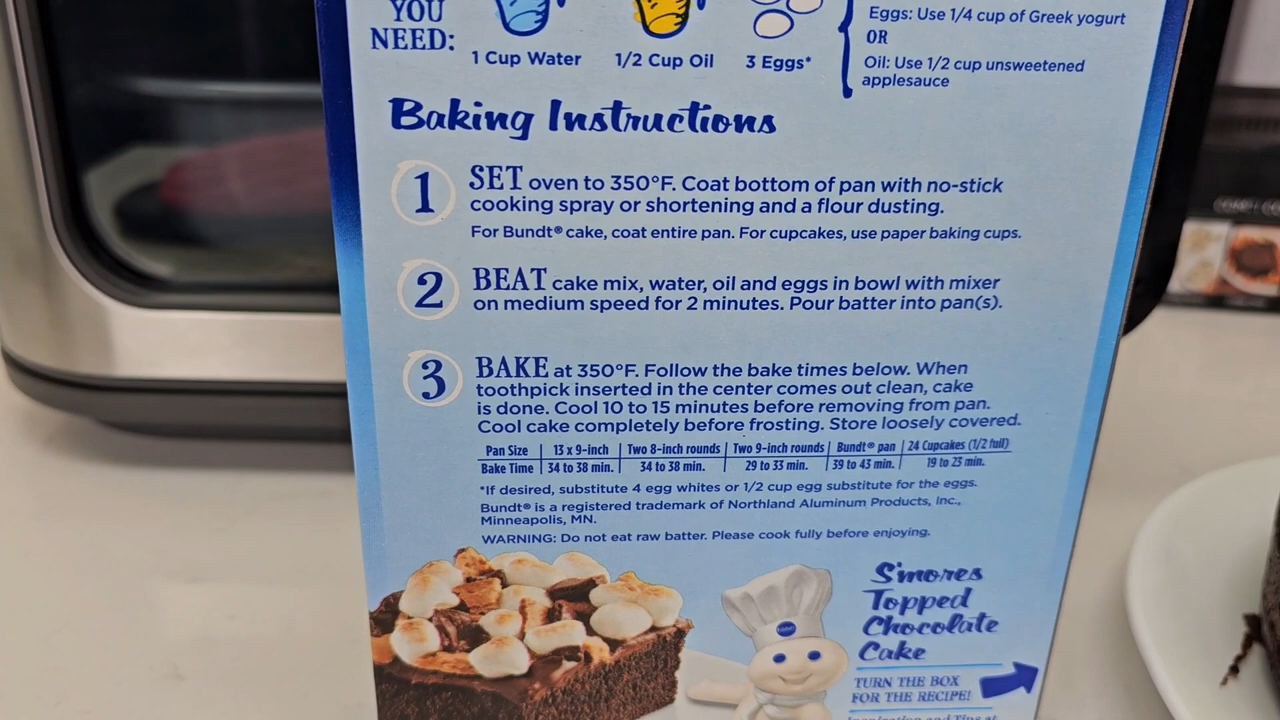 YOU
NEED:
1 Cup Water
1/2 Cup Oil
3 Eggs*
Eggs: Use 1/4 cup of Greek yogurt
OR
Oil: Use 1/2 cup unsweetened
applesauce
Baking Instructions
1
SET oven to 350°F. Coat bottom of pan with no-stick
cooking spray or shortening and a flour dusting.
For Bundt® cake, coat entire pan. For cupcakes, use paper baking cups.
2
BEAT cake mix, water, oil and eggs in bowl with mixer
on medium speed for 2 minutes. Pour batter into pan(s).
3
BAKE at 350°F. Follow the bake times below. When
toothpick inserted in the center comes out clean, cake
is done. Cool 10 to 15 minutes before removing from pan.
Cool cake completely before frosting. Store loosely covered.
Pan Size | 13 x 9-inch | Two 8-inch rounds | Two 9-inch rounds | Bundt® pan | 24 Cupcakes (1/2 full)
Bake Time | 34 to 38 min. | 34 to 38 min. | 29 to 33 min. | 39 to 43 min. | 19 to 23 min.
*If desired, substitute 4 egg whites or 1/2 cup egg substitute for the eggs.
Bundt® is a registered trademark of Northland Aluminum Products, Inc.,
Minneapolis, MN.
WARNING: Do not eat raw batter. Please cook fully before enjoying.
S'mores
Topped
Chocolate
Cake
TURN THE BOX
FOR THE RECIPE!
Inspiration and Tips at